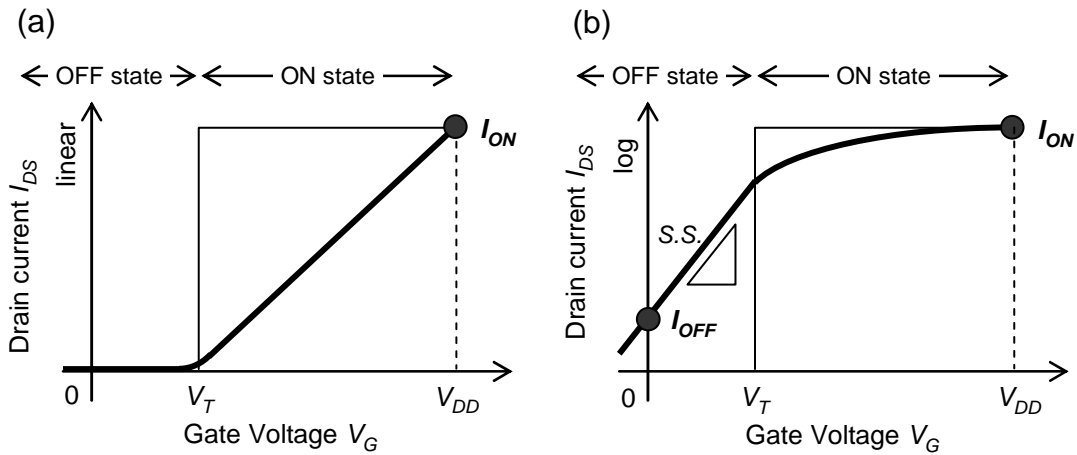 (a)
OFF state
ON state
Drain current I_DS
linear
I_ON
0
V_T
V_DD
Gate Voltage V_G
(b)
OFF state
ON state
Drain current I_DS
log
I_ON
S.S.
I_OFF
0
V_T
V_DD
Gate Voltage V_G